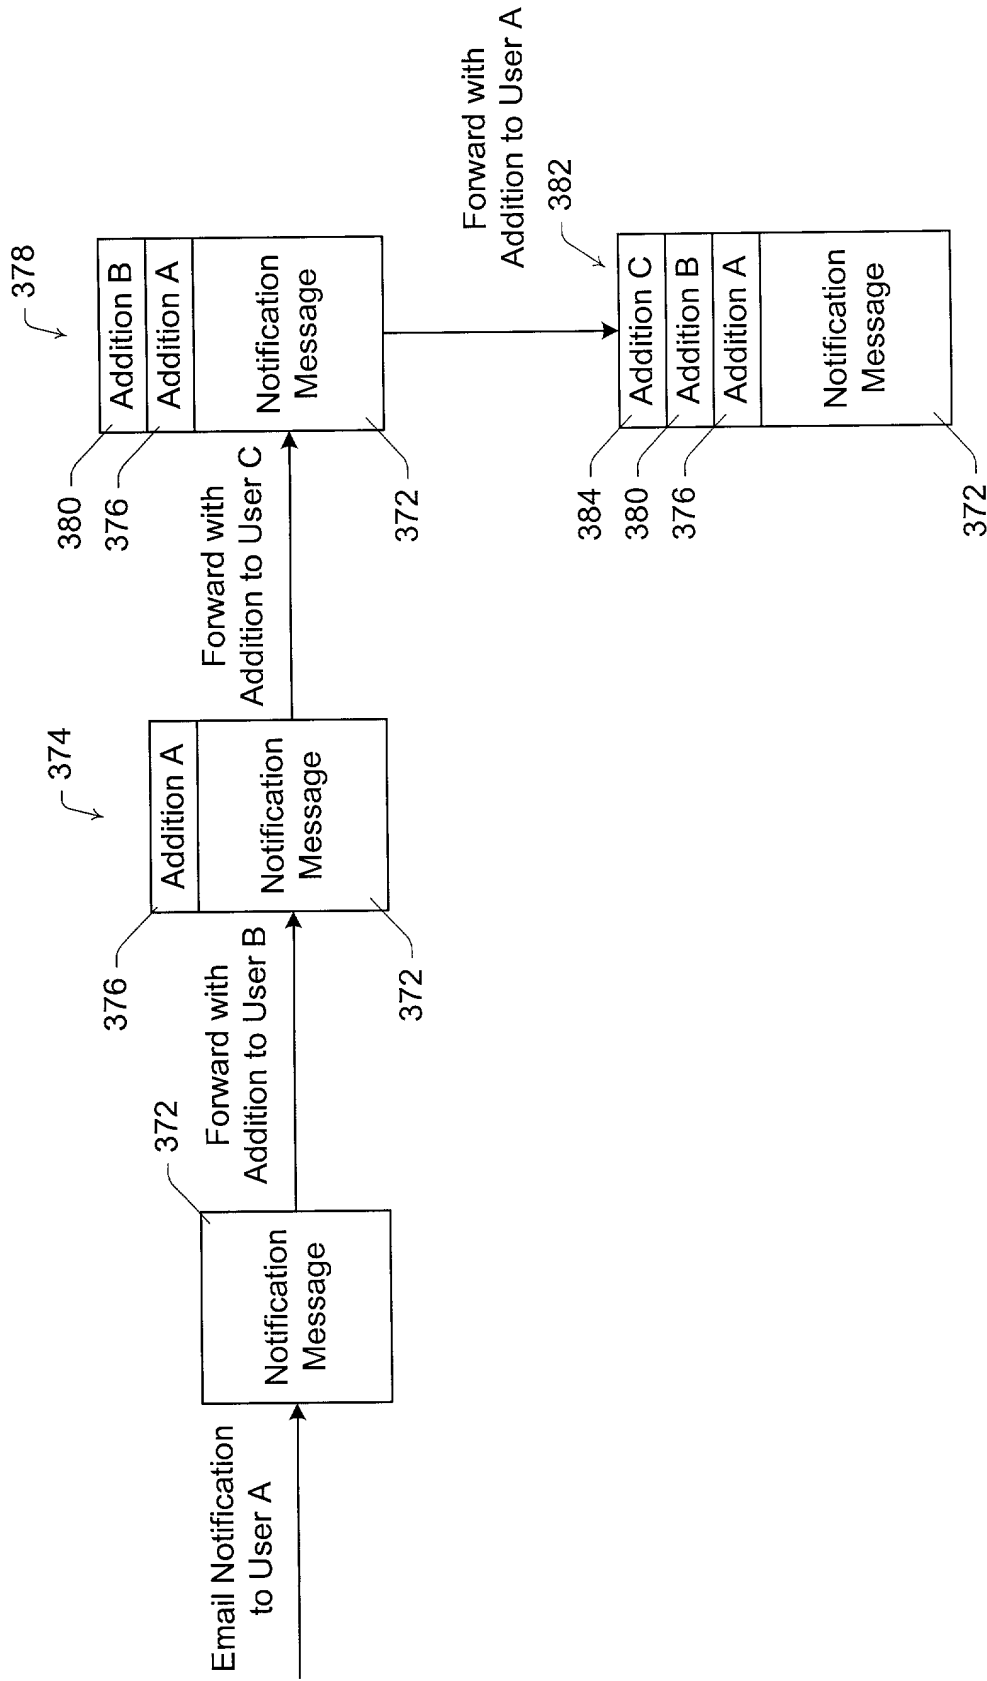 Email Notification
to User A
Notification
Message
372
Forward with
Addition to User B
374
376
Addition A
Notification
Message
372
Forward with
Addition to User C
378
380
376
Addition B
Addition A
Notification
Message
372
Forward with
Addition to User A
382
384
380
376
Addition C
Addition B
Addition A
Notification
Message
372